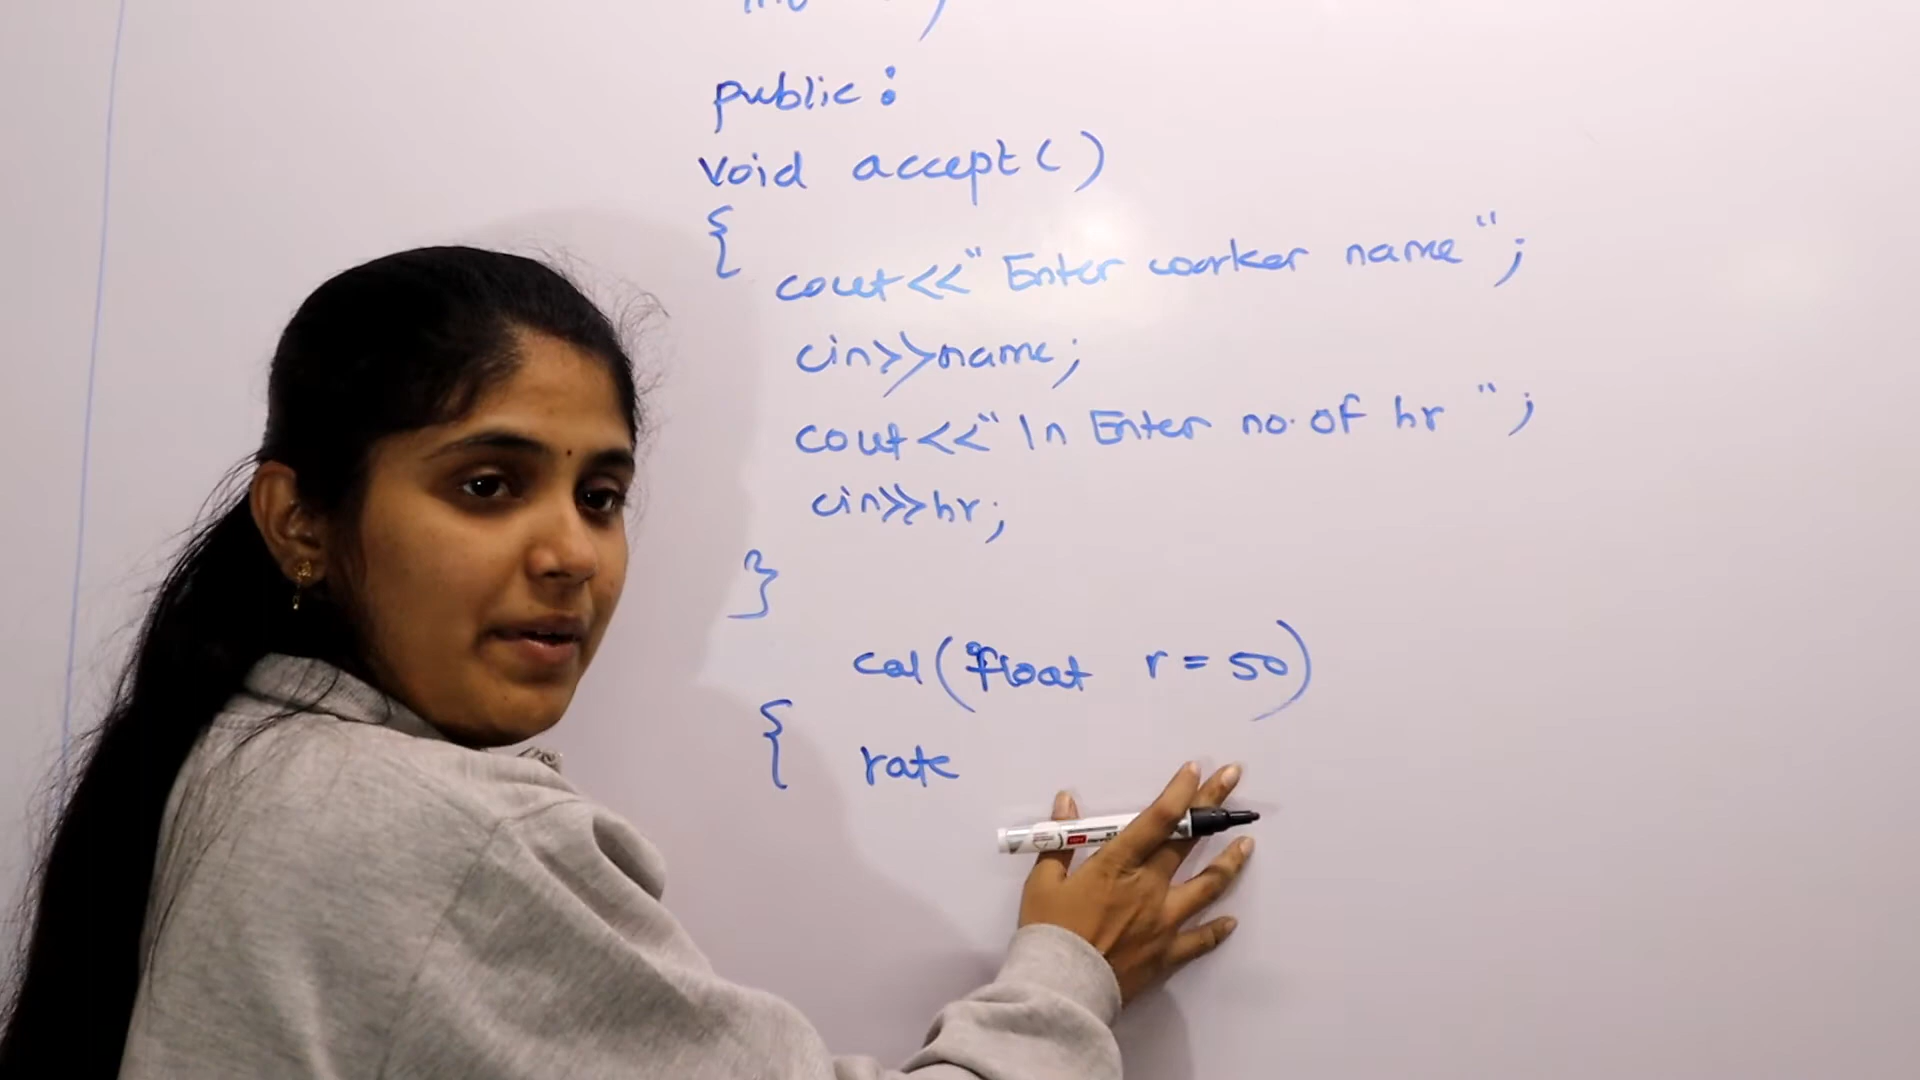 public :
void accept ( )
{
cout<<"Enter worker name";
cin>>name;
cout<<"\n Enter no. of hr ";
cin>>hr;
}
cal (float r = 50)
{ rate